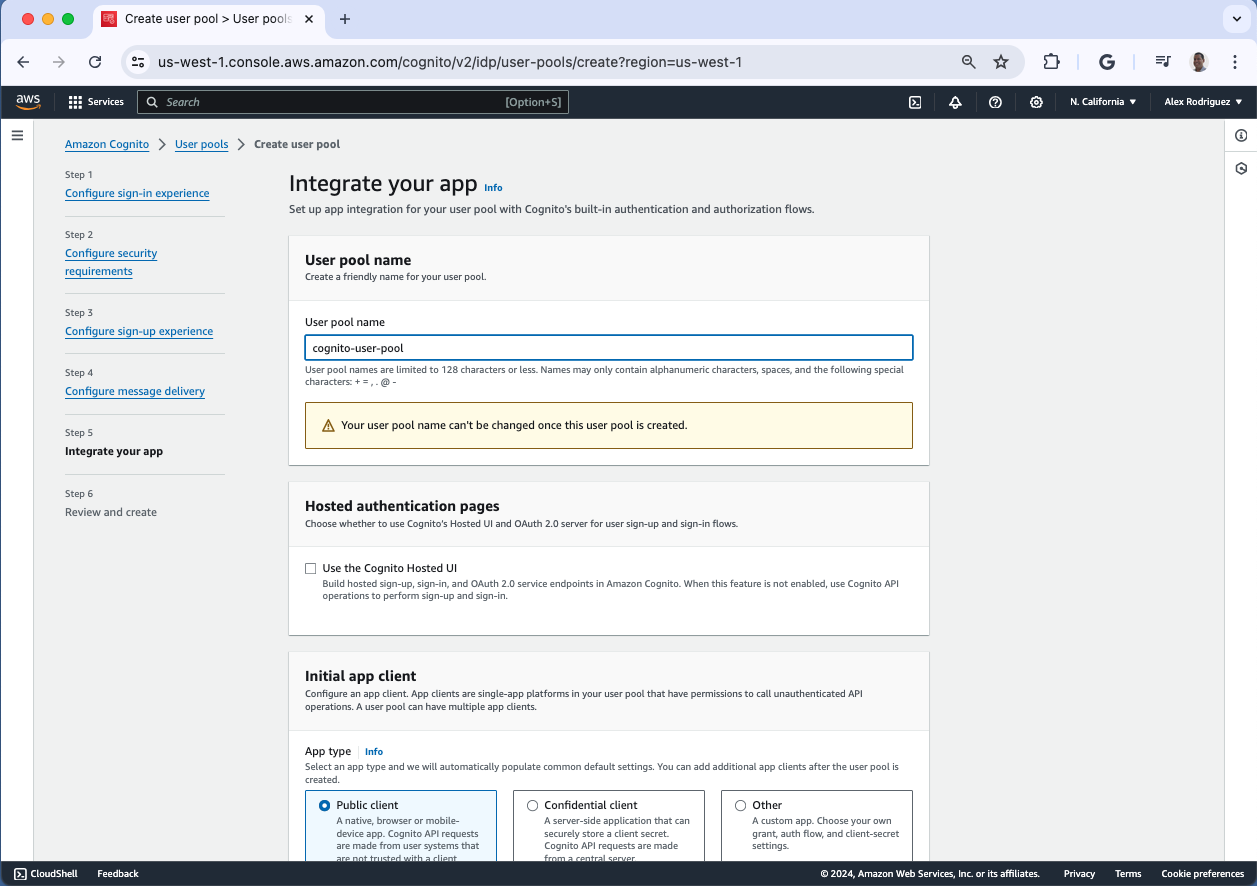 Create user pool > User pools
us-west-1.console.aws.amazon.com/cognito/v2/idp/user-pools/create?region=us-west-1
aws
Services
Search
[Option+S]
N. California
Alex Rodriguez
Amazon Cognito
User pools
Create user pool
Step 1
Configure sign-in experience
Step 2
Configure security
requirements
Step 3
Configure sign-up experience
Step 4
Configure message delivery
Step 5
Integrate your app
Step 6
Review and create
Integrate your app Info
Set up app integration for your user pool with Cognito's built-in authentication and authorization flows.
User pool name
Create a friendly name for your user pool.
User pool name
cognito-user-pool
User pool names are limited to 128 characters or less. Names may only contain alphanumeric characters, spaces, and the following special
characters: + = , . @ -
Your user pool name can't be changed once this user pool is created.
Hosted authentication pages
Choose whether to use Cognito's Hosted UI and OAuth 2.0 server for user sign-up and sign-in flows.
Use the Cognito Hosted UI
Build hosted sign-up, sign-in, and OAuth 2.0 service endpoints in Amazon Cognito. When this feature is not enabled, use Cognito API
operations to perform sign-up and sign-in.
Initial app client
Configure an app client. App clients are single-app platforms in your user pool that have permissions to call unauthenticated API
operations. A user pool can have multiple app clients.
App type Info
Select an app type and we will automatically populate common default settings. You can add additional app clients after the user pool is
created.
Public client
A native, browser or mobile-
device app. Cognito API requests
are made from user systems that
are not trusted with a client
Confidential client
A server-side application that can
securely store a client secret.
Cognito API requests are made
from a central server.
Other
A custom app. Choose your own
grant, auth flow, and client-secret
settings.
CloudShell
Feedback
© 2024, Amazon Web Services, Inc. or its affiliates.
Privacy
Terms
Cookie preferences